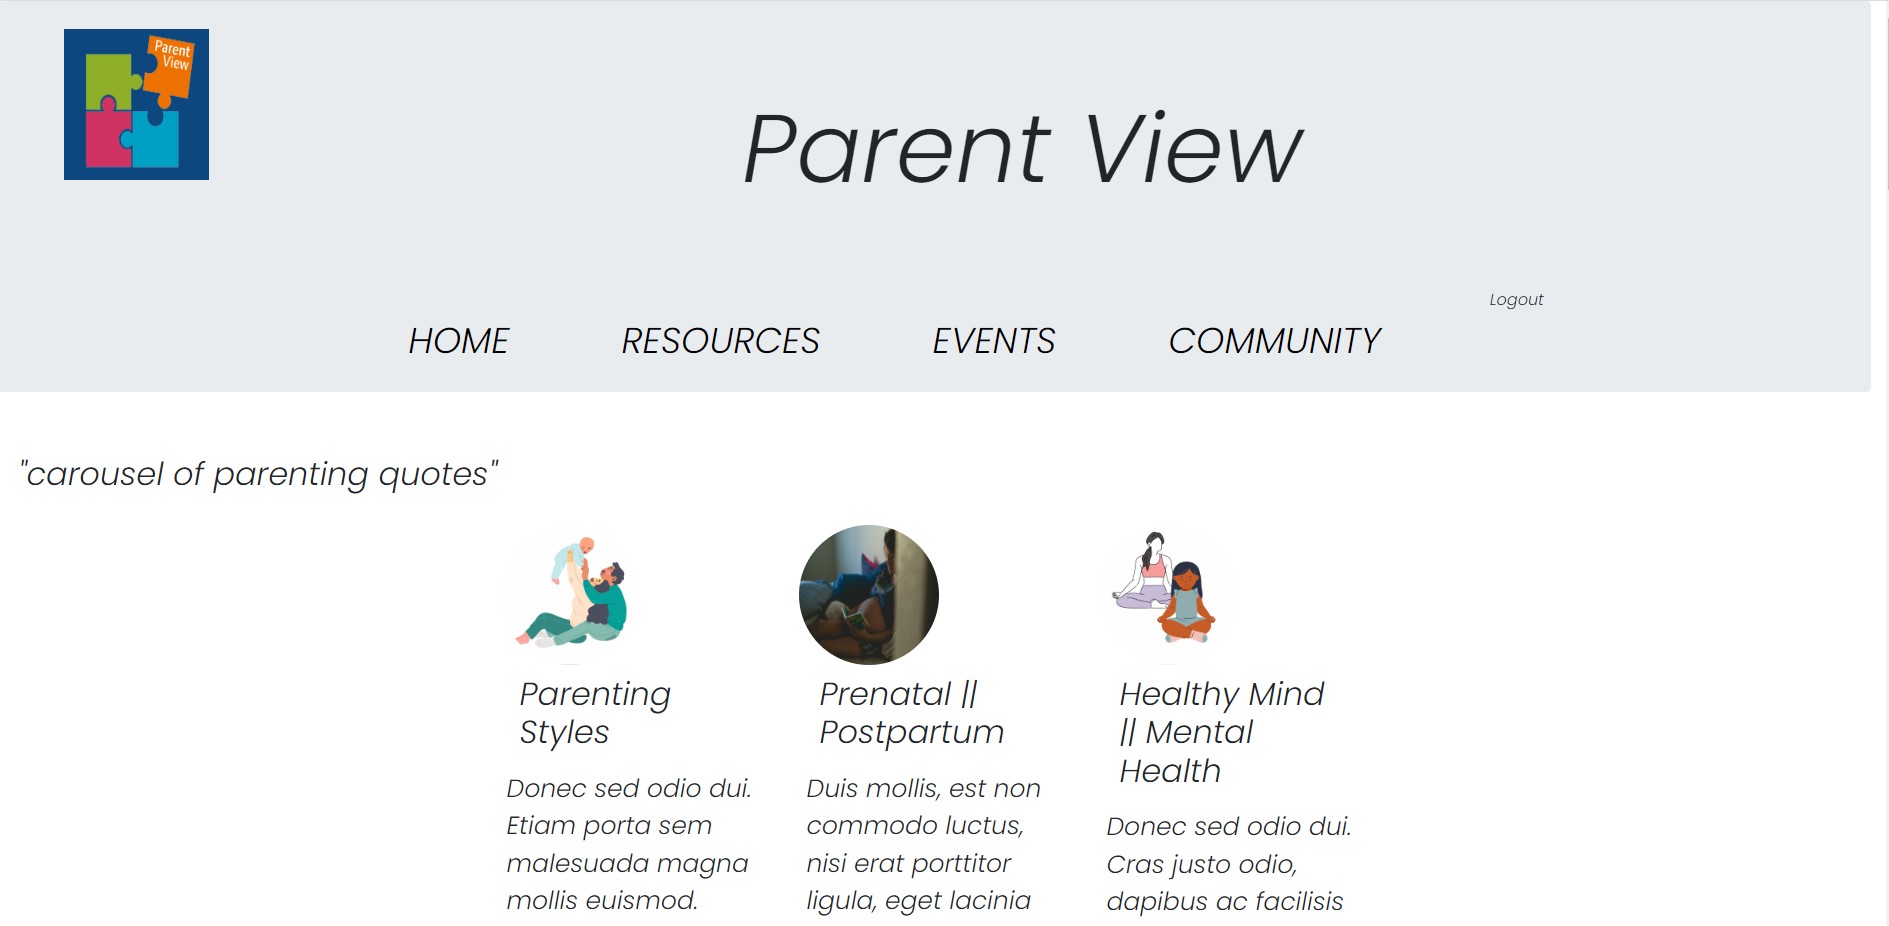 Parent
View
Parent View
Logout
HOME RESOURCES EVENTS COMMUNITY
"carousel of parenting quotes"
Parenting
Styles
Donec sed odio dui.
Etiam porta sem
malesuada magna
mollis euismod.
Prenatal ||
Postpartum
Duis mollis, est non
commodo luctus,
nisi erat porttitor
ligula, eget lacinia
Healthy Mind
|| Mental
Health
Donec sed odio dui.
Cras justo odio,
dapibus ac facilisis